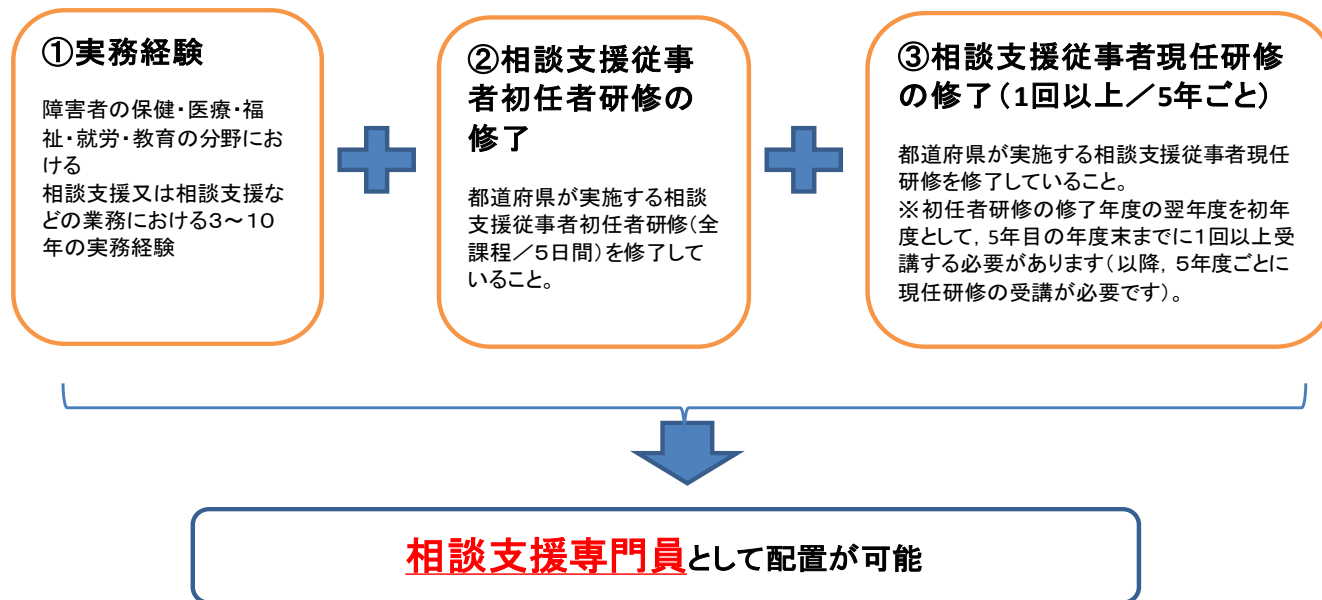 ①実務経験
障害者の保健・医療・福
祉・就労・教育の分野にお
ける
相談支援又は相談支援な
どの業務における3～10
年の実務経験
②相談支援従事
者初任者研修の
修了
都道府県が実施する相談
支援従事者初任者研修(全
課程／5日間)を修了して
いること。
③相談支援従事者現任研修
の修了(1回以上／5年ごと)
都道府県が実施する相談支援従事者現任
研修を修了していること。
※初任者研修の修了年度の翌年度を初年
度として，5年目の年度末までに1回以上受
講する必要があります(以降，5年度ごとに
現任研修の受講が必要です)。
相談支援専門員として配置が可能